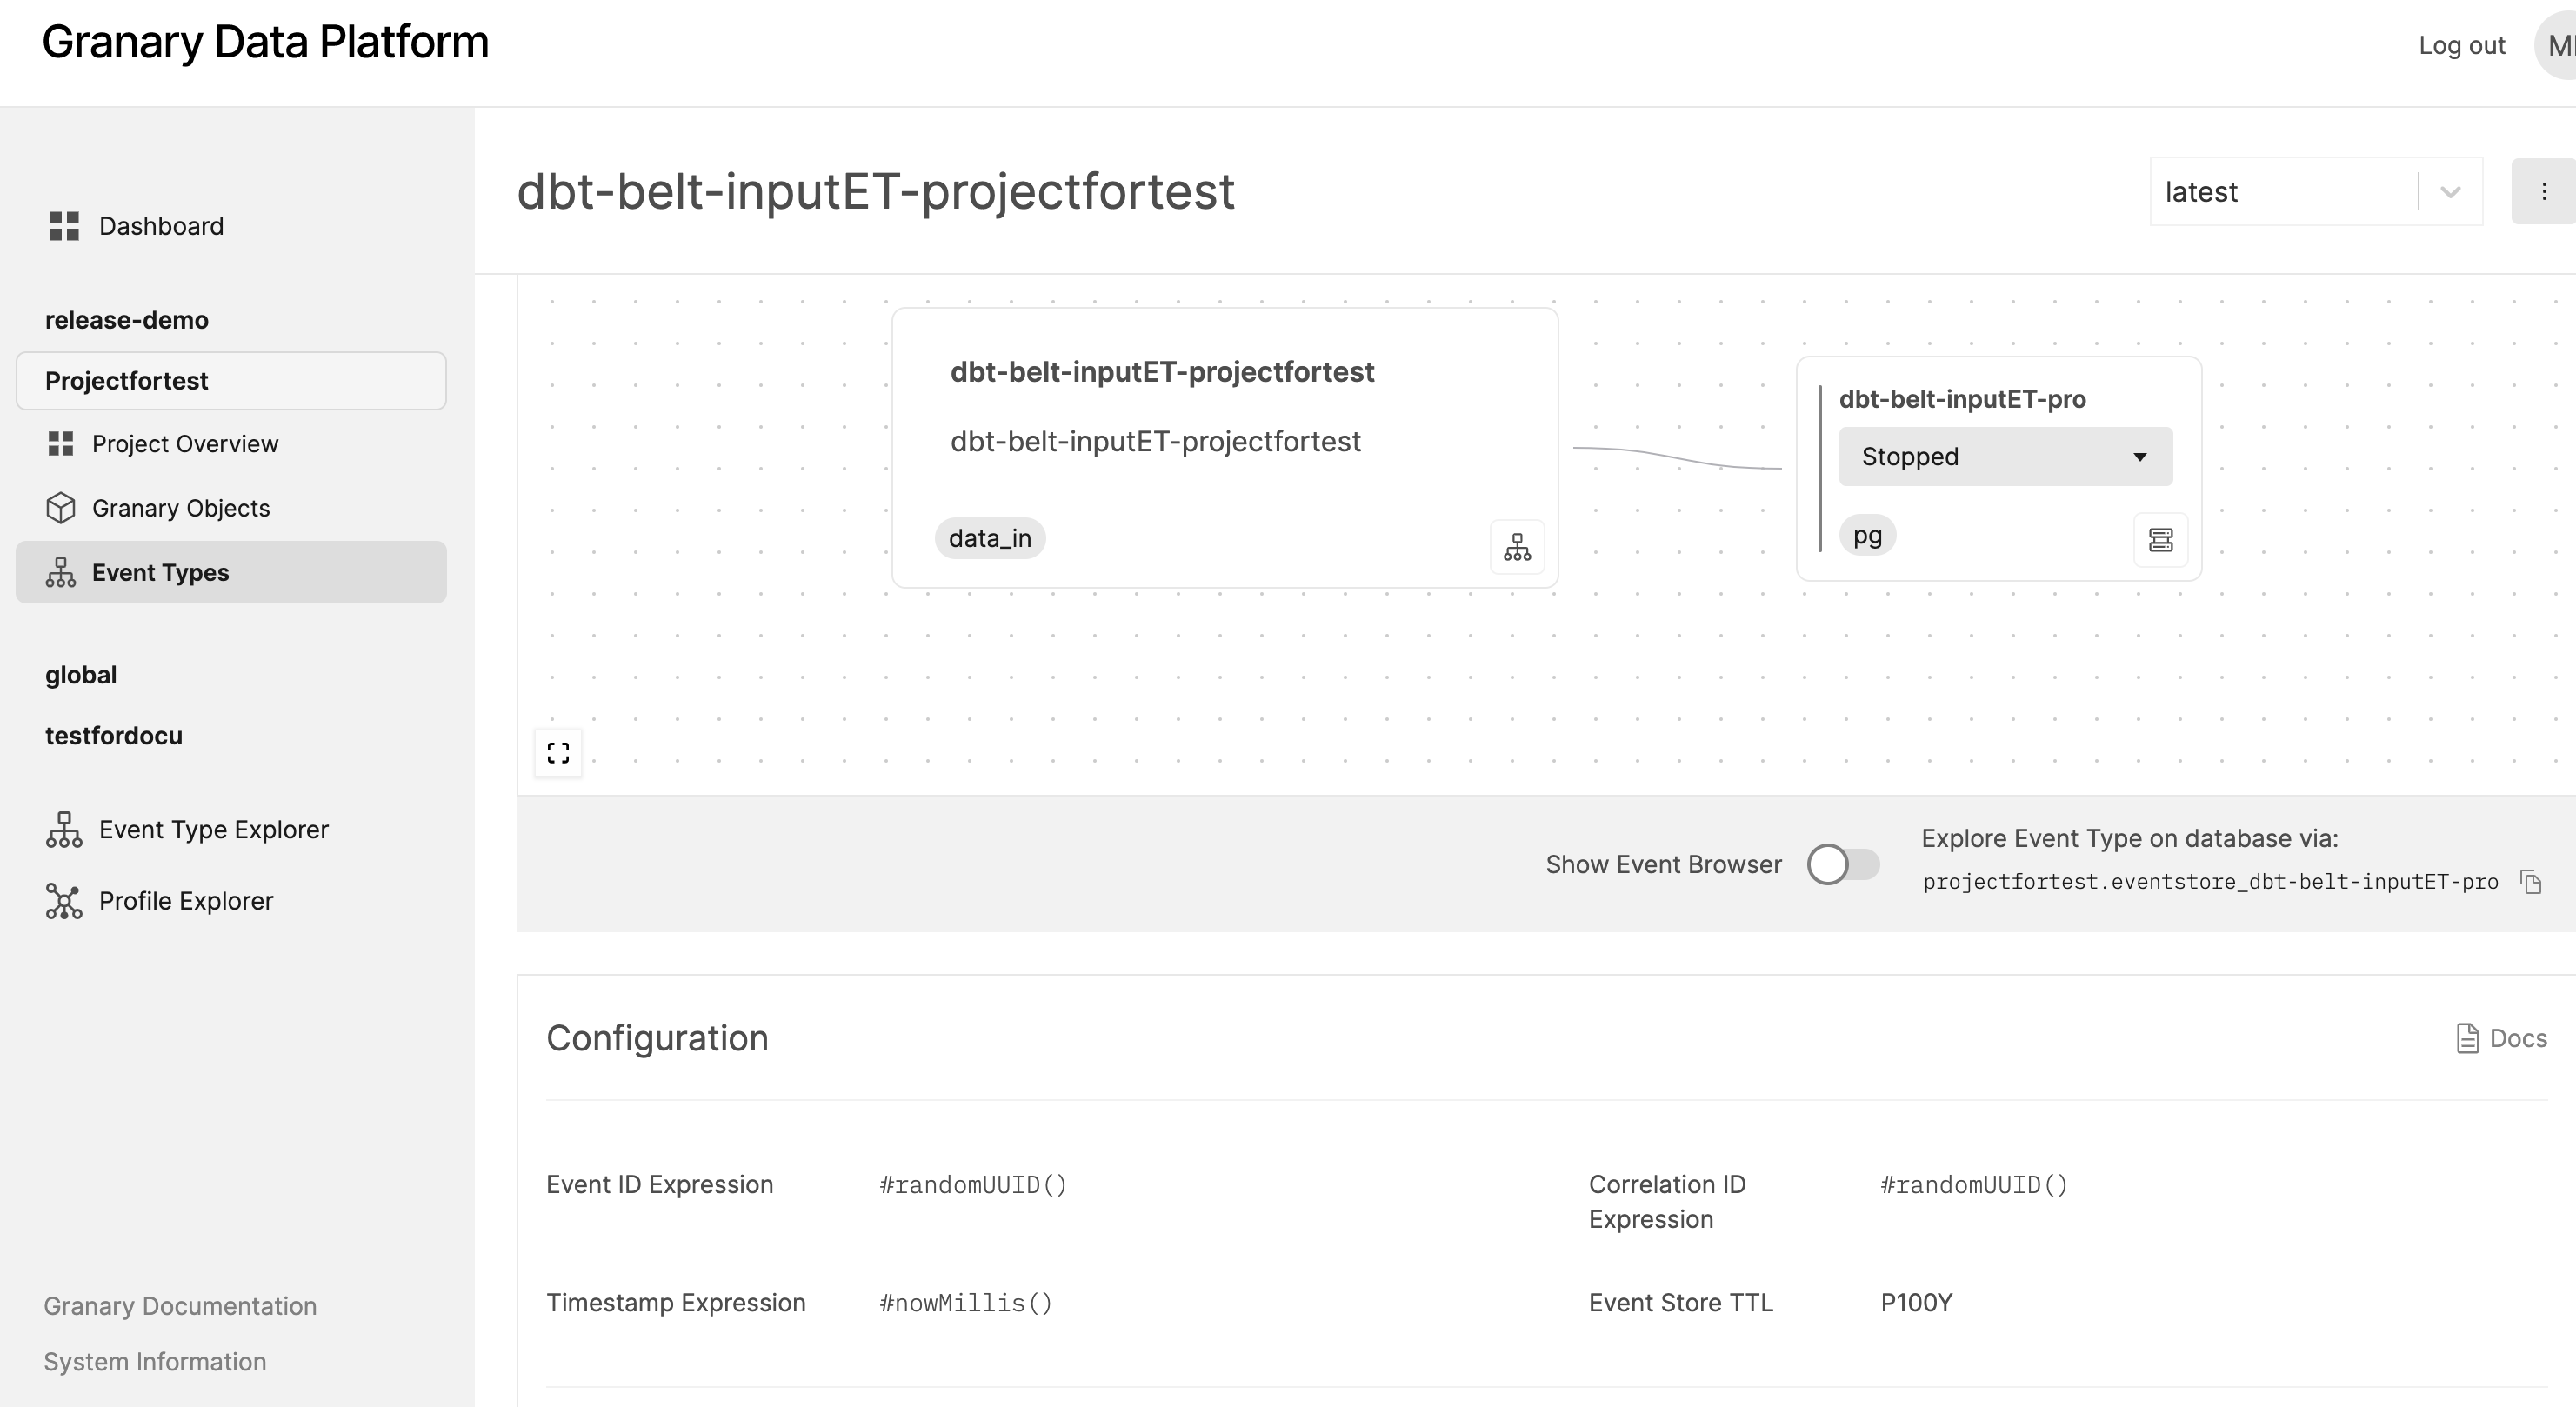 Granary Data Platform
Log out
dbt-belt-inputET-projectfortest
latest
Dashboard
release-demo
Projectfortest
Project Overview
Granary Objects
Event Types
global
testfordocu
Event Type Explorer
Profile Explorer
Granary Documentation
System Information
dbt-belt-inputET-projectfortest
dbt-belt-inputET-projectfortest
data_in
dbt-belt-inputET-pro
Stopped
pg
Show Event Browser
Explore Event Type on database via:
projectfortest.eventstore_dbt-belt-inputET-pro
Configuration
Docs
Event ID Expression
#randomUUID()
Correlation ID
Expression
#randomUUID()
Timestamp Expression
#nowMillis()
Event Store TTL
P100Y